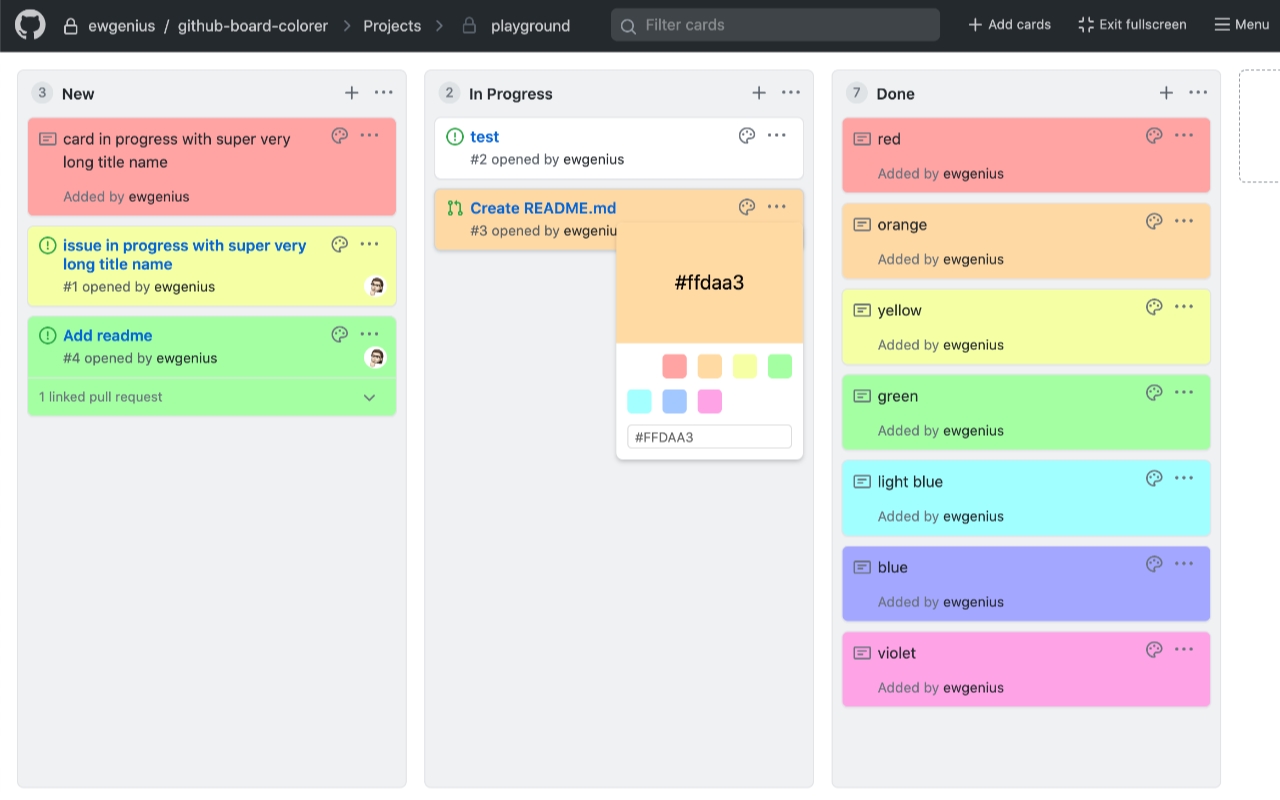 ewgenius / github-board-colorer > Projects > playground
Filter cards
Add cards
Exit fullscreen
Menu
3 New
card in progress with super very
long title name
Added by ewgenius
issue in progress with super very
long title name
#1 opened by ewgenius
Add readme
#4 opened by ewgenius
1 linked pull request
2 In Progress
test
#2 opened by ewgenius
Create README.md
#3 opened by ewgeniu
#ffdaa3
#FFDAA3
7 Done
red
Added by ewgenius
orange
Added by ewgenius
yellow
Added by ewgenius
green
Added by ewgenius
light blue
Added by ewgenius
blue
Added by ewgenius
violet
Added by ewgenius